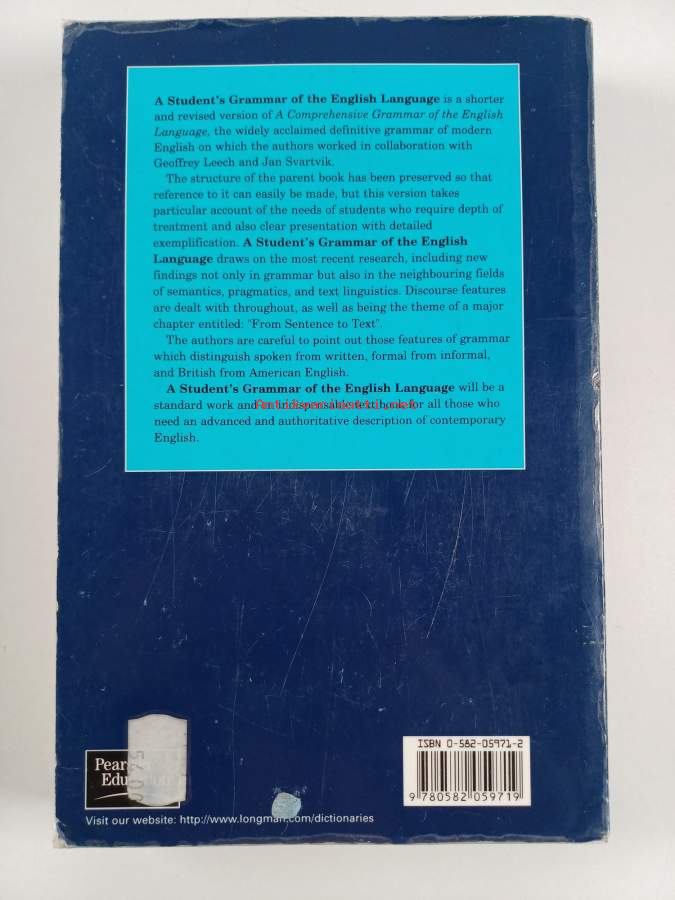 A Student's Grammar of the English Language is a shorter
and revised version of A Comprehensive Grammar of the English
Language, the widely acclaimed definitive grammar of modern
English on which the authors worked in collaboration with
Geoffrey Leech and Jan Svartvik.
The structure of the parent book has been preserved so that
reference to it can easily be made, but this version takes
particular account of the needs of students who require depth of
treatment and also clear presentation with detailed
exemplification. A Student's Grammar of the English
Language draws on the most recent research, including new
findings not only in grammar but also in the neighbouring fields
of semantics, pragmatics, and text linguistics. Discourse features
are dealt with throughout, as well as being the theme of a major
chapter entitled: "From Sentence to Text".
The authors are careful to point out those features of grammar
which distinguish spoken from written, formal from informal,
and British from American English.
A Student's Grammar of the English Language will be a
standard work and an indispensable textbook for all those who
need an advanced and authoritative description of contemporary
English.
ISBN 0-582-05971-2
9 780582 059719
Visit our website: http://www.longman.com/dictionaries